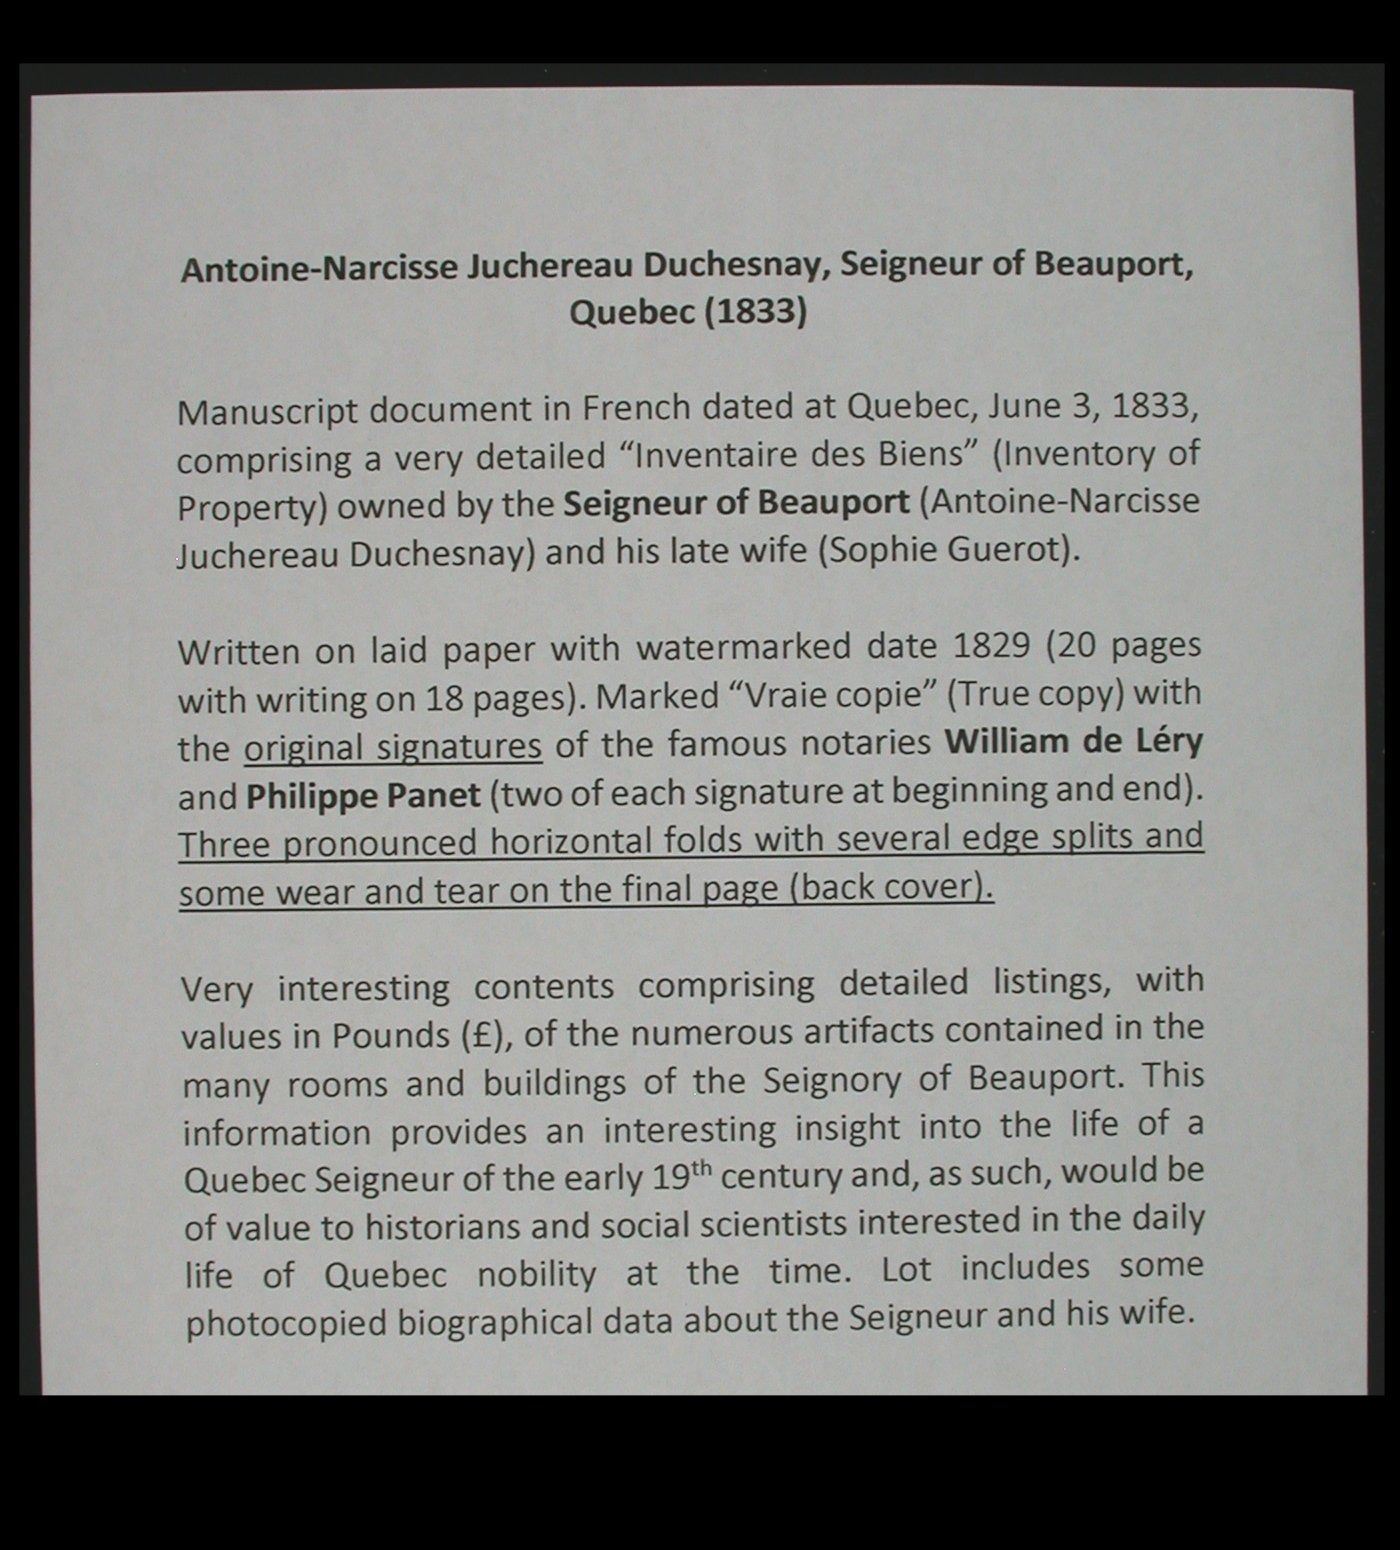 Antoine-Narcisse Juchereau Duchesnay, Seigneur of Beauport,
Quebec (1833)
Manuscript document in French dated at Quebec, June 3, 1833,
comprising a very detailed “Inventaire des Biens” (Inventory of
Property) owned by the Seigneur of Beauport (Antoine-Narcisse
Juchereau Duchesnay) and his late wife (Sophie Guerot).
Written on laid paper with watermarked date 1829 (20 pages
with writing on 18 pages). Marked “Vraie copie” (True copy) with
the original signatures of the famous notaries William de Léry
and Philippe Panet (two of each signature at beginning and end).
Three pronounced horizontal folds with several edge splits and
some wear and tear on the final page (back cover).
Very interesting contents comprising detailed listings, with
values in Pounds (£), of the numerous artifacts contained in the
many rooms and buildings of the Seignory of Beauport. This
information provides an interesting insight into the life of a
Quebec Seigneur of the early 19th century and, as such, would be
of value to historians and social scientists interested in the daily
life of Quebec nobility at the time. Lot includes some
photocopied biographical data about the Seigneur and his wife.